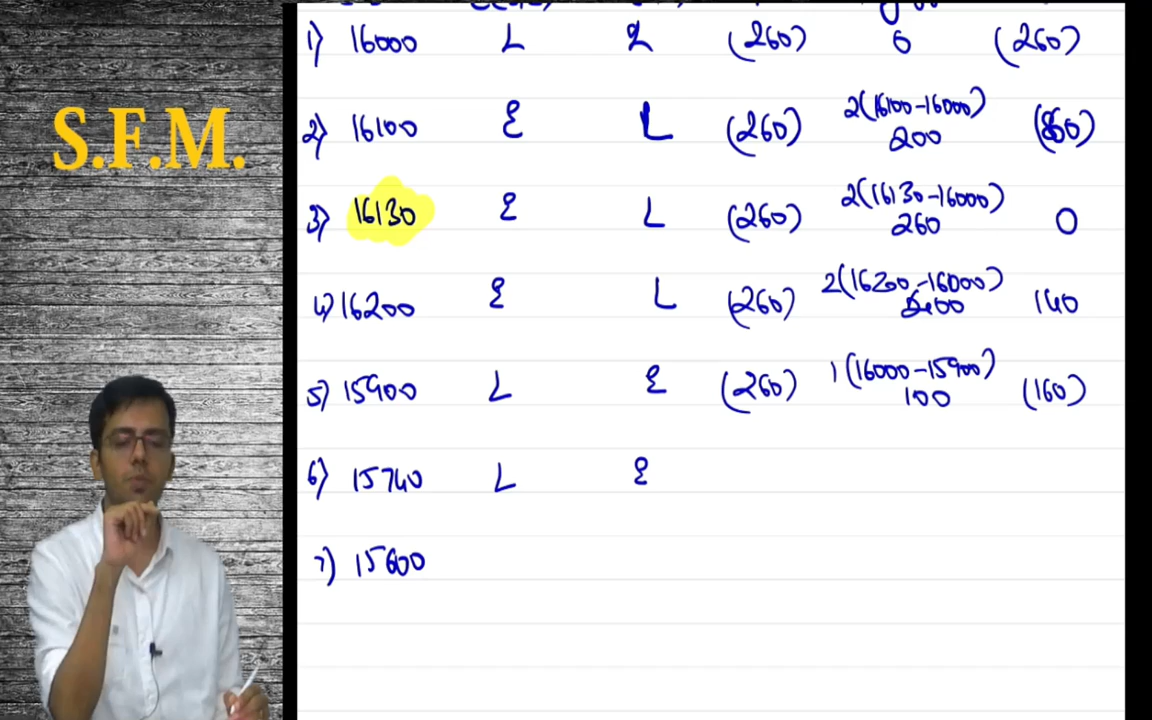 S.F.M.
1) 16000 L L (260) 0 (260)
2) 16100 E L (260) 2(16100-16000) 200 (60)
3) 16130 E L (260) 2(16130-16000) 260 0
4) 16200 E L (260) 2(16200-16000) 400 140
5) 15900 L E (260) 1(16000-15900) 100 (160)
6) 15740 L E
7) 15600